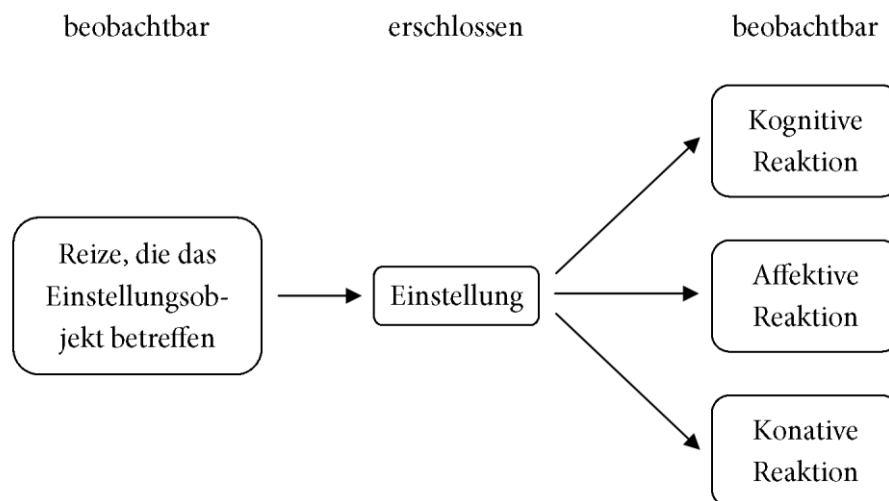 beobachtbar
erschlossen
beobachtbar
Reize, die das
Einstellungsob-
jekt betreffen
Einstellung
Kognitive
Reaktion
Affektive
Reaktion
Konative
Reaktion